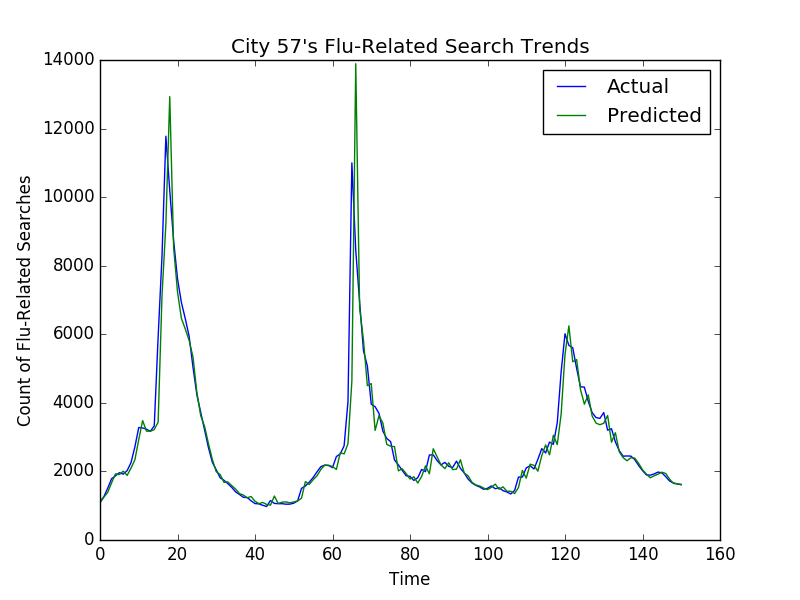 City 57's Flu-Related Search Trends
Actual
Predicted
14000
12000
10000
8000
6000
4000
2000
0
Count of Flu-Related Searches
0 20 40 60 80 100 120 140 160
Time